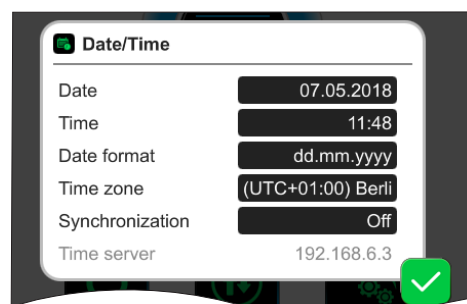 Date/Time
Date 07.05.2018
Time 11:48
Date format dd.mm.yyyy
Time zone (UTC+01:00) Berli
Synchronization Off
Time server 192.168.6.3